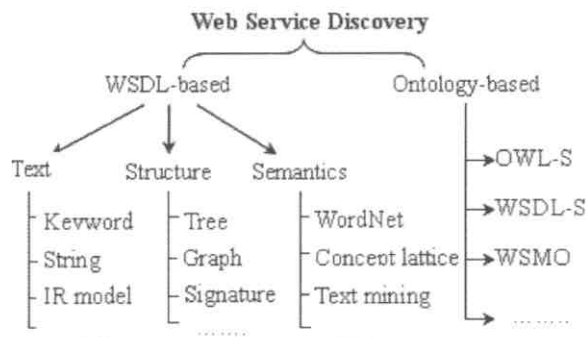 Web Service Discovery
WSDL-based
Ontology-based
Text
Structure
Semantics
Keyword
String
IR model
Tree
Graph
Signature
........
WordNet
Concept lattice
Text mining
OWL-S
WSDL-S
WSMO
........